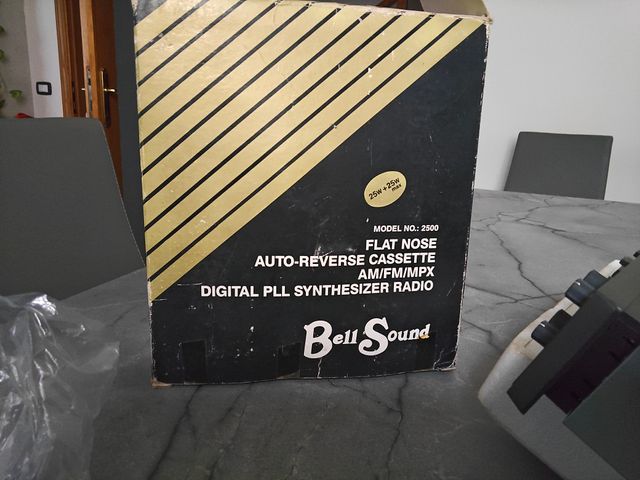 25w + 25w
max
MODEL NO.: 2500
FLAT NOSE
AUTO-REVERSE CASSETTE
AM/FM/MPX
DIGITAL PLL SYNTHESIZER RADIO
Bell Sound